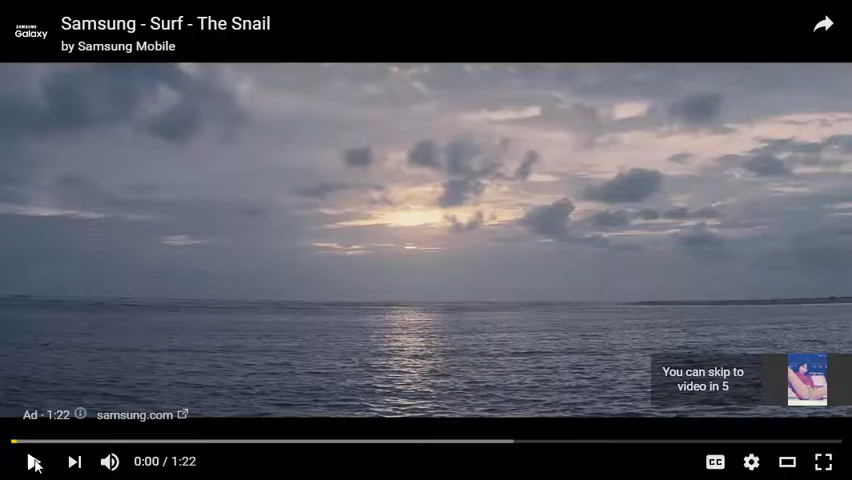 SAMSUNG
Galaxy
Samsung - Surf - The Snail
by Samsung Mobile
You can skip to
video in 5
Ad · 1:22 samsung.com
0:00 / 1:22
CC